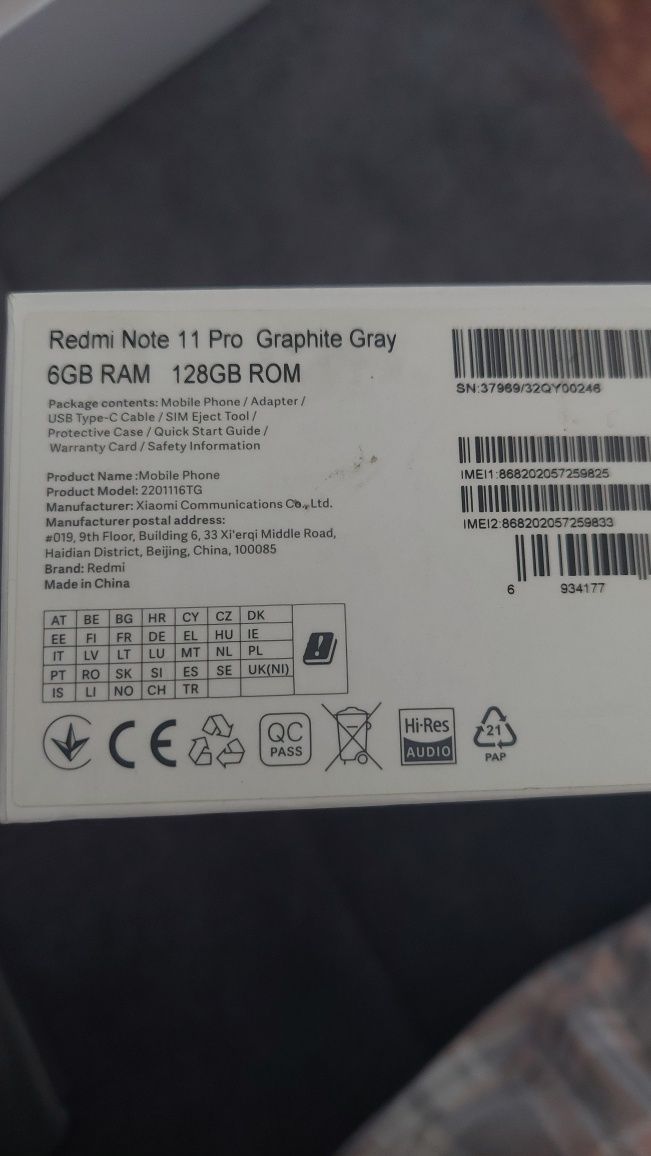 Redmi Note 11 Pro Graphite Gray
6GB RAM 128GB ROM
Package contents: Mobile Phone / Adapter /
USB Type-C Cable / SIM Eject Tool /
Protective Case / Quick Start Guide /
Warranty Card / Safety Information
Product Name :Mobile Phone
Product Model: 2201116TG
Manufacturer: Xiaomi Communications Co., Ltd.
Manufacturer postal address:
#019, 9th Floor, Building 6, 33 Xi'erqi Middle Road,
Haidian District, Beijing, China, 100085
Brand: Redmi
Made in China
SN:37969/32QY00246
IMEI1:868202057259825
IMEI2:868202057259833
6 934177
AT BE BG HR CY CZ DK
EE FI FR DE EL HU IE
IT LV LT LU MT NL PL
PT RO SK SI ES SE UK(NI)
IS LI NO CH TR
!
CE
QC
PASS
Hi-Res
AUDIO
21
PAP